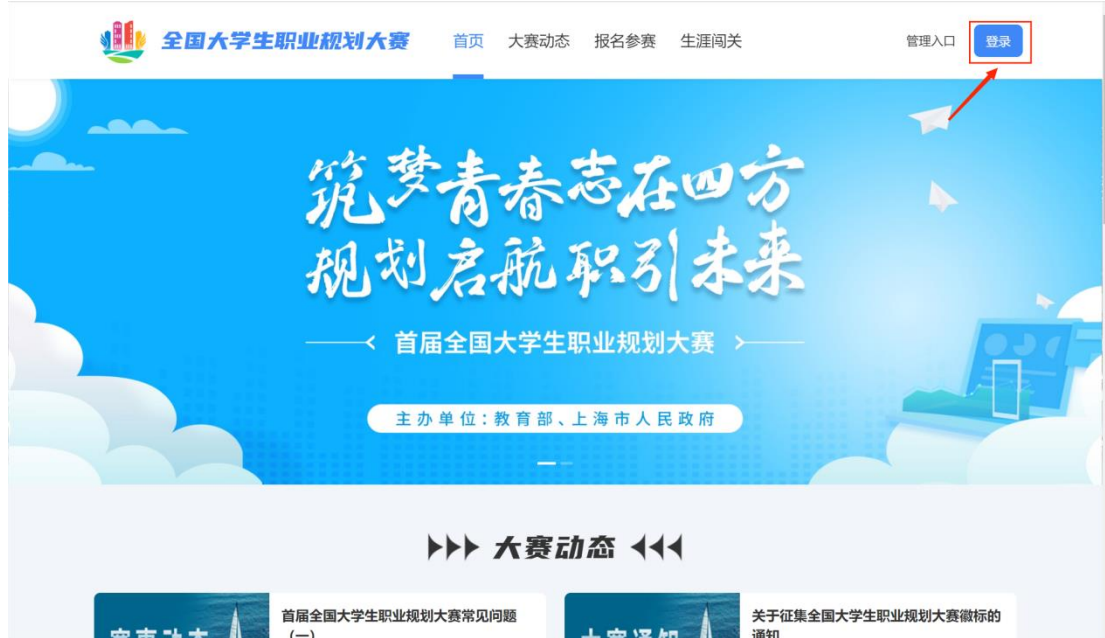 全国大学生职业规划大赛
首页 大赛动态 报名参赛 生涯闯关
管理入口 登录
筑梦青春志在四方
规划启航职引未来
首届全国大学生职业规划大赛
主办单位:教育部、上海市人民政府
大赛动态
首届全国大学生职业规划大赛常见问题
(一)
关于征集全国大学生职业规划大赛徽标的
通知